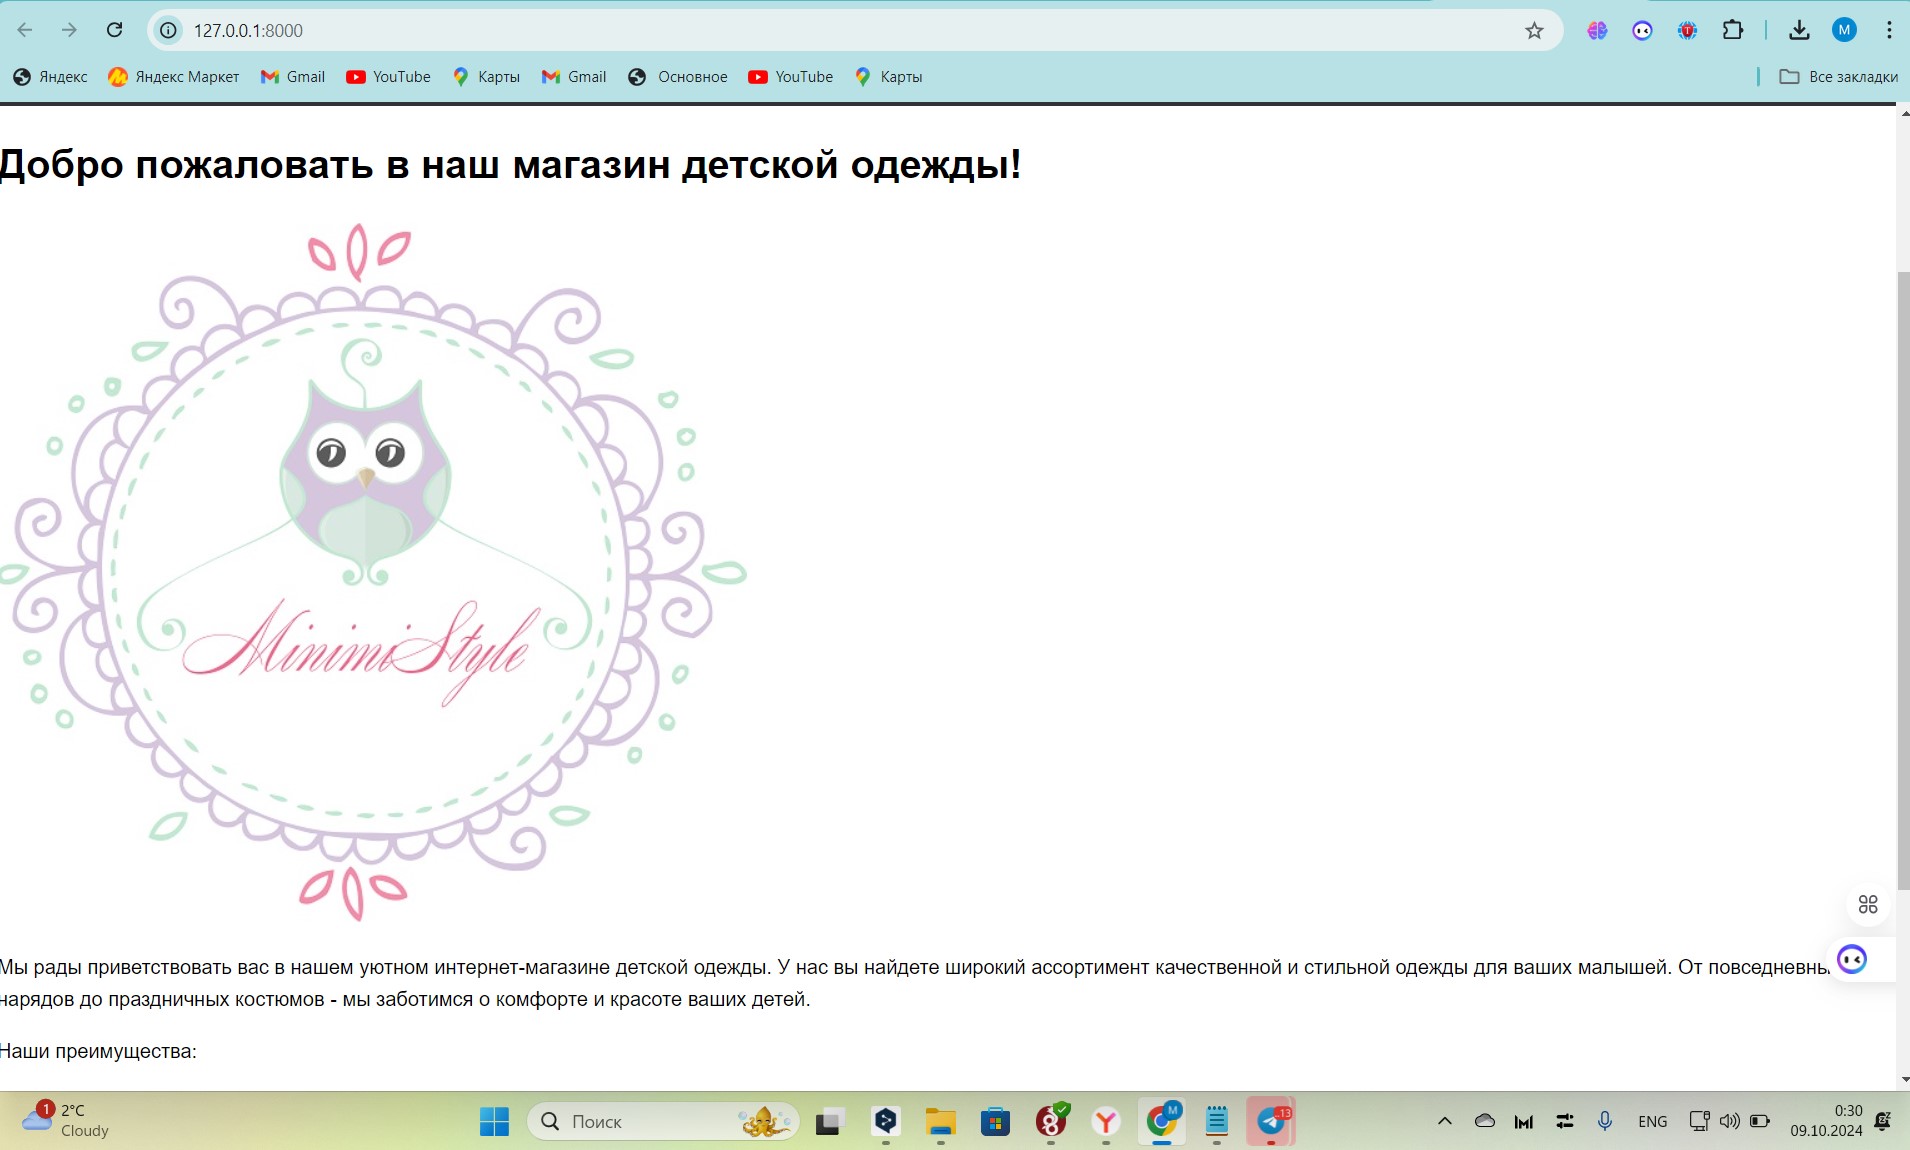 127.0.0.1:8000
Яндекс Яндекс Маркет Gmail YouTube Карты Gmail Основное YouTube Карты Все закладки
Добро пожаловать в наш магазин детской одежды!
MinimiStyle
Мы рады приветствовать вас в нашем уютном интернет-магазине детской одежды. У нас вы найдете широкий ассортимент качественной и стильной одежды для ваших малышей. От повседневны
нарядов до праздничных костюмов - мы заботимся о комфорте и красоте ваших детей.
Наши преимущества:
1 2°C
Cloudy
Поиск
M
..13
ENG
0:30
09.10.2024